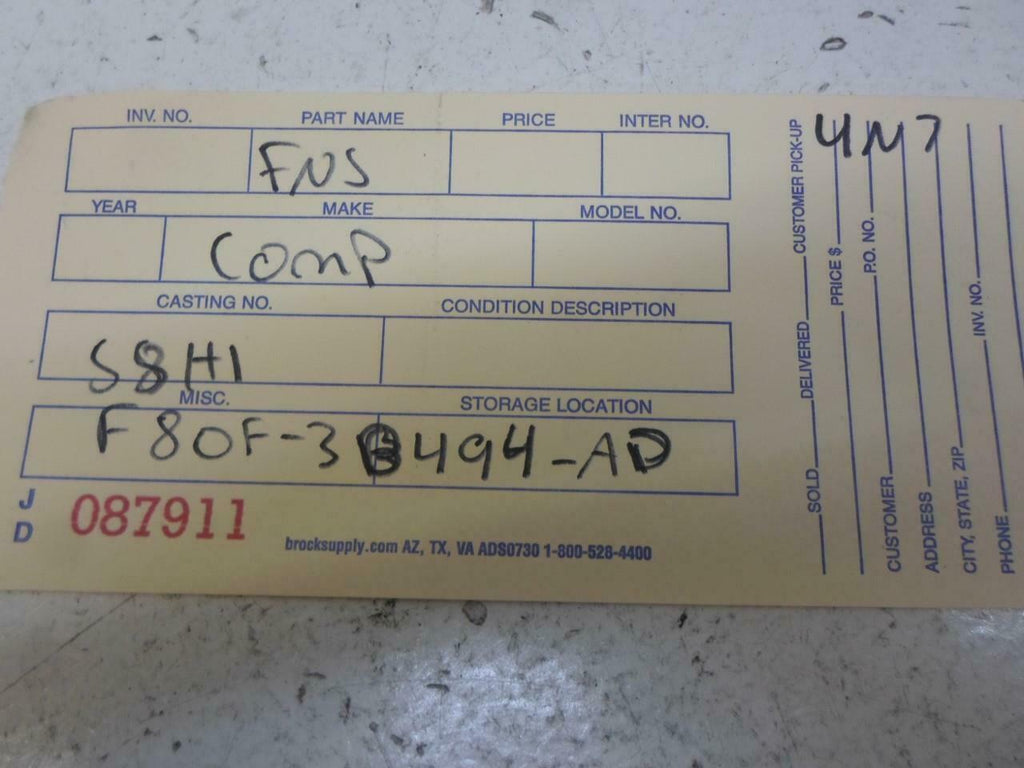 INV. NO. PART NAME PRICE INTER NO.
FNS
YEAR MAKE MODEL NO.
COMP
CASTING NO. CONDITION DESCRIPTION
S8H1
MISC. STORAGE LOCATION
F80F-3B494-AD
J
D
087911
brocksupply.com AZ, TX, VA ADS0730 1-800-528-4400
SOLD DELIVERED CUSTOMER PICK-UP
PRICE $
CUSTOMER P.O. NO.
ADDRESS
CITY, STATE, ZIP
PHONE INV. NO.
4N7